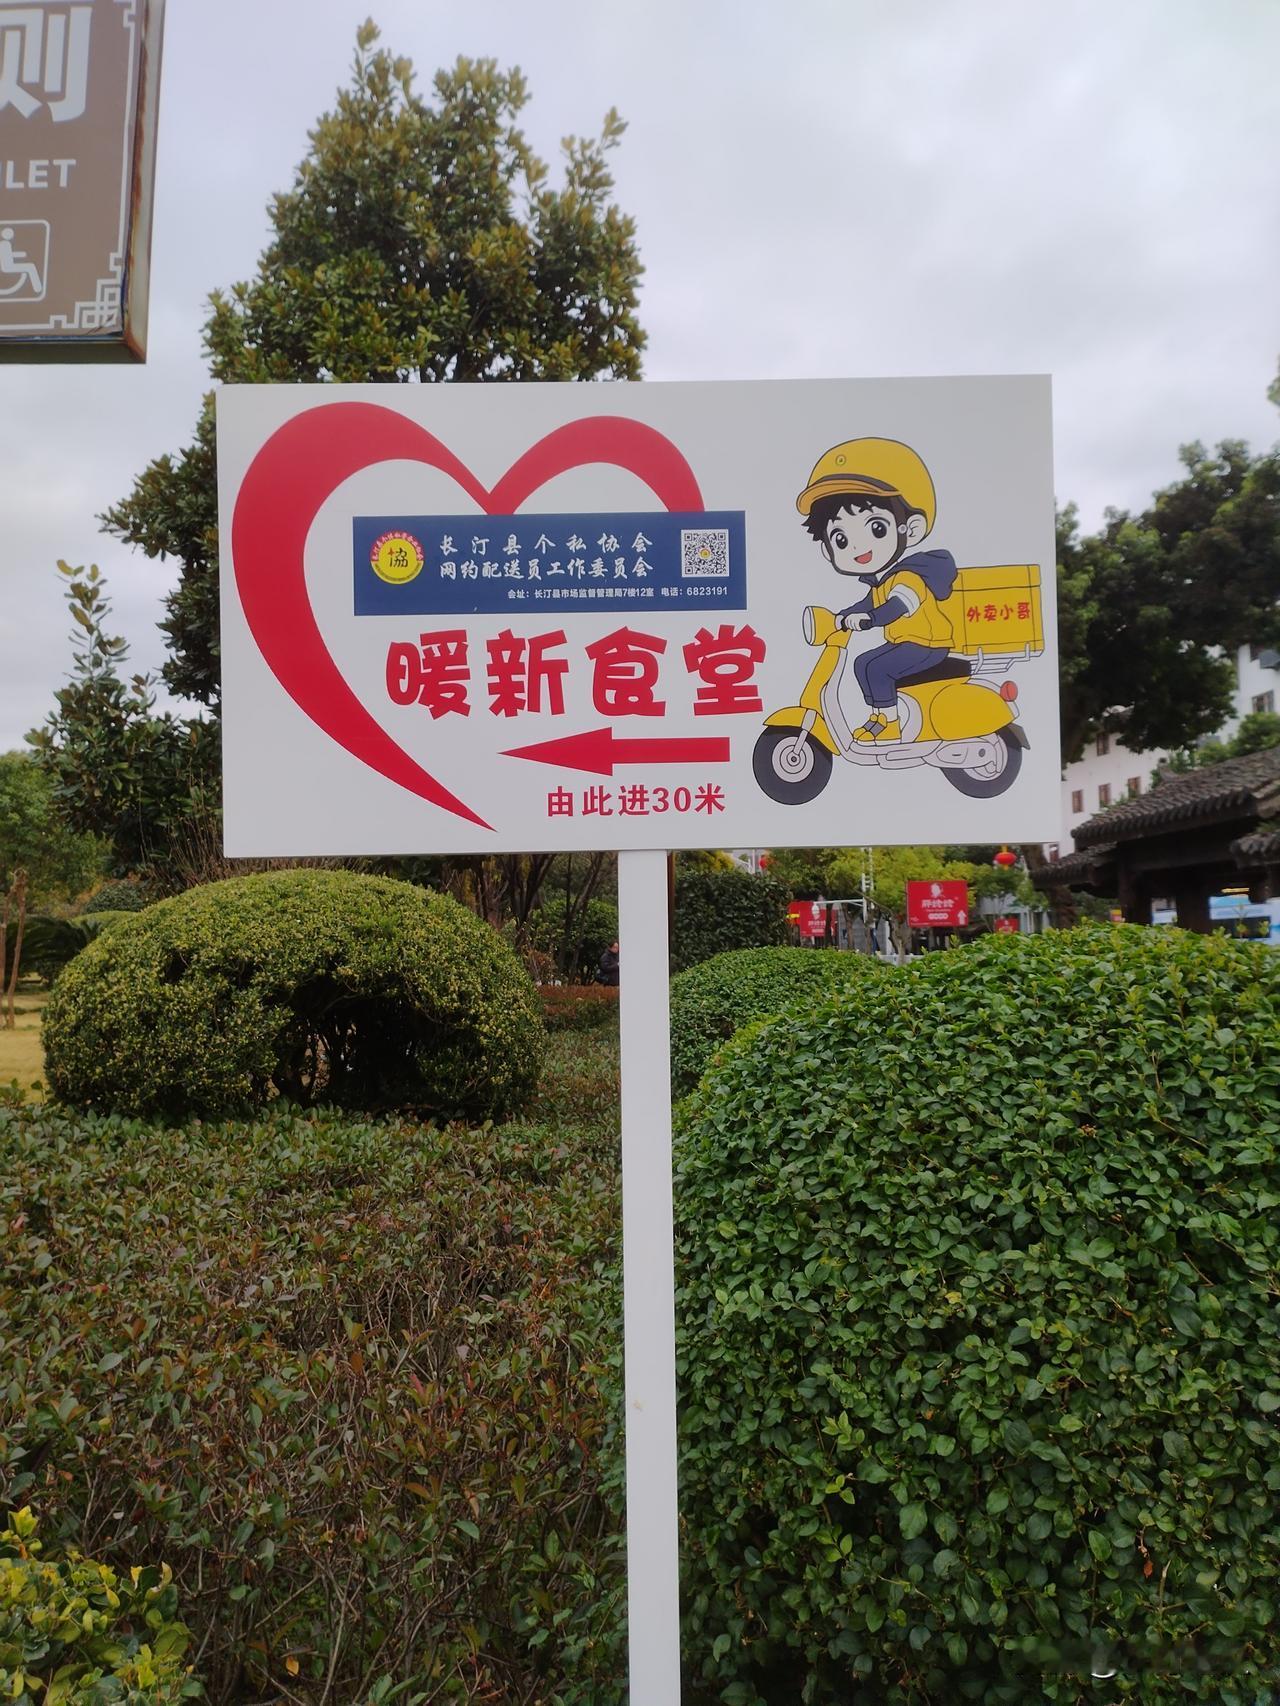 厕
长汀县个私协会
网约配送员工作委员会
会址：长汀县市场监督管理局7楼12室 电话：6823191
協
暖新食堂
外卖小哥
由此进30米